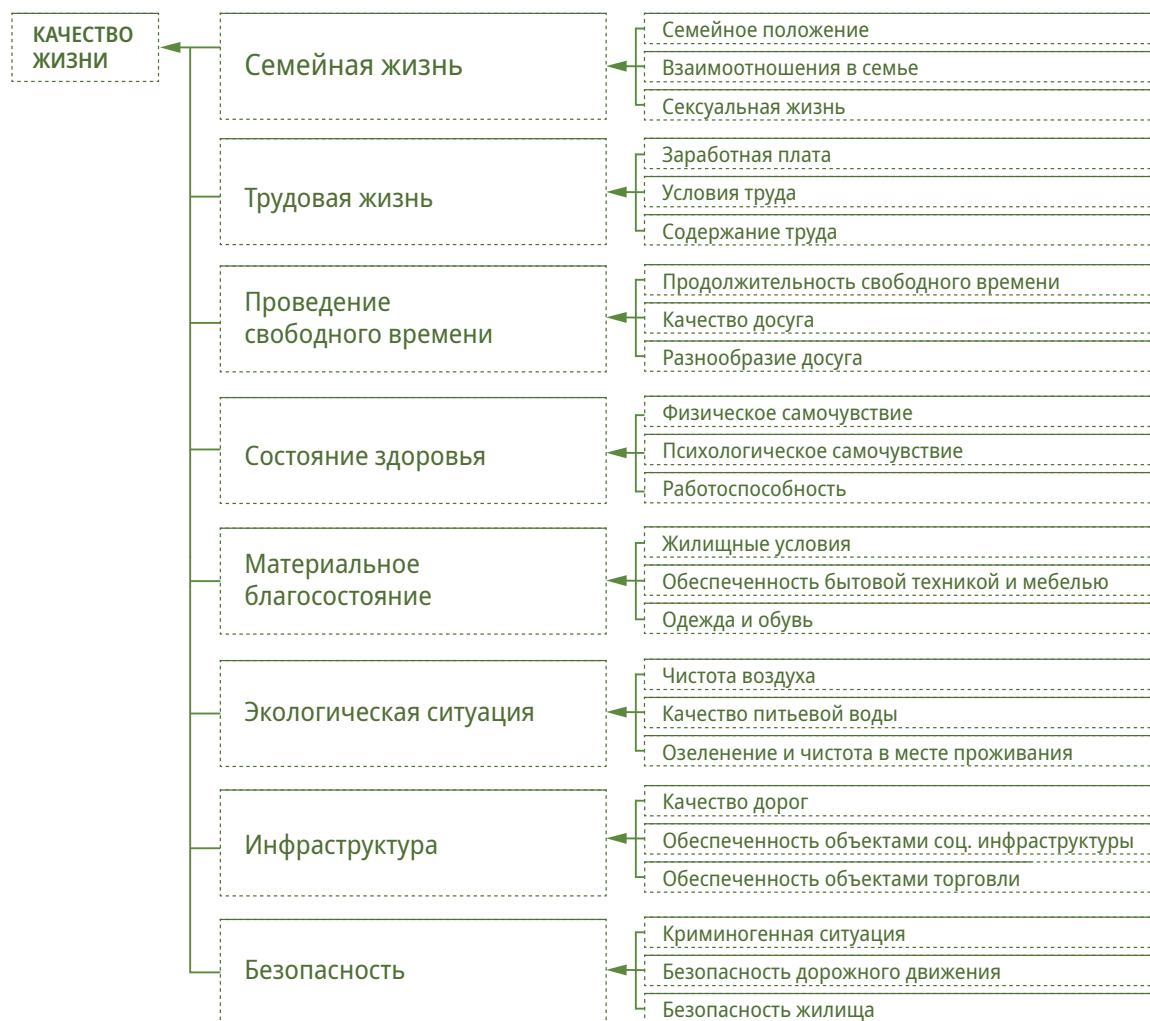 КАЧЕСТВО
ЖИЗНИ
Семейная жизнь
Семейное положение
Взаимоотношения в семье
Сексуальная жизнь
Трудовая жизнь
Заработная плата
Условия труда
Содержание труда
Проведение
свободного времени
Продолжительность свободного времени
Качество досуга
Разнообразие досуга
Состояние здоровья
Физическое самочувствие
Психологическое самочувствие
Работоспособность
Материальное
благосостояние
Жилищные условия
Обеспеченность бытовой техникой и мебелью
Одежда и обувь
Экологическая ситуация
Чистота воздуха
Качество питьевой воды
Озеленение и чистота в месте проживания
Инфраструктура
Качество дорог
Обеспеченность объектами соц. инфраструктуры
Обеспеченность объектами торговли
Безопасность
Криминогенная ситуация
Безопасность дорожного движения
Безопасность жилища